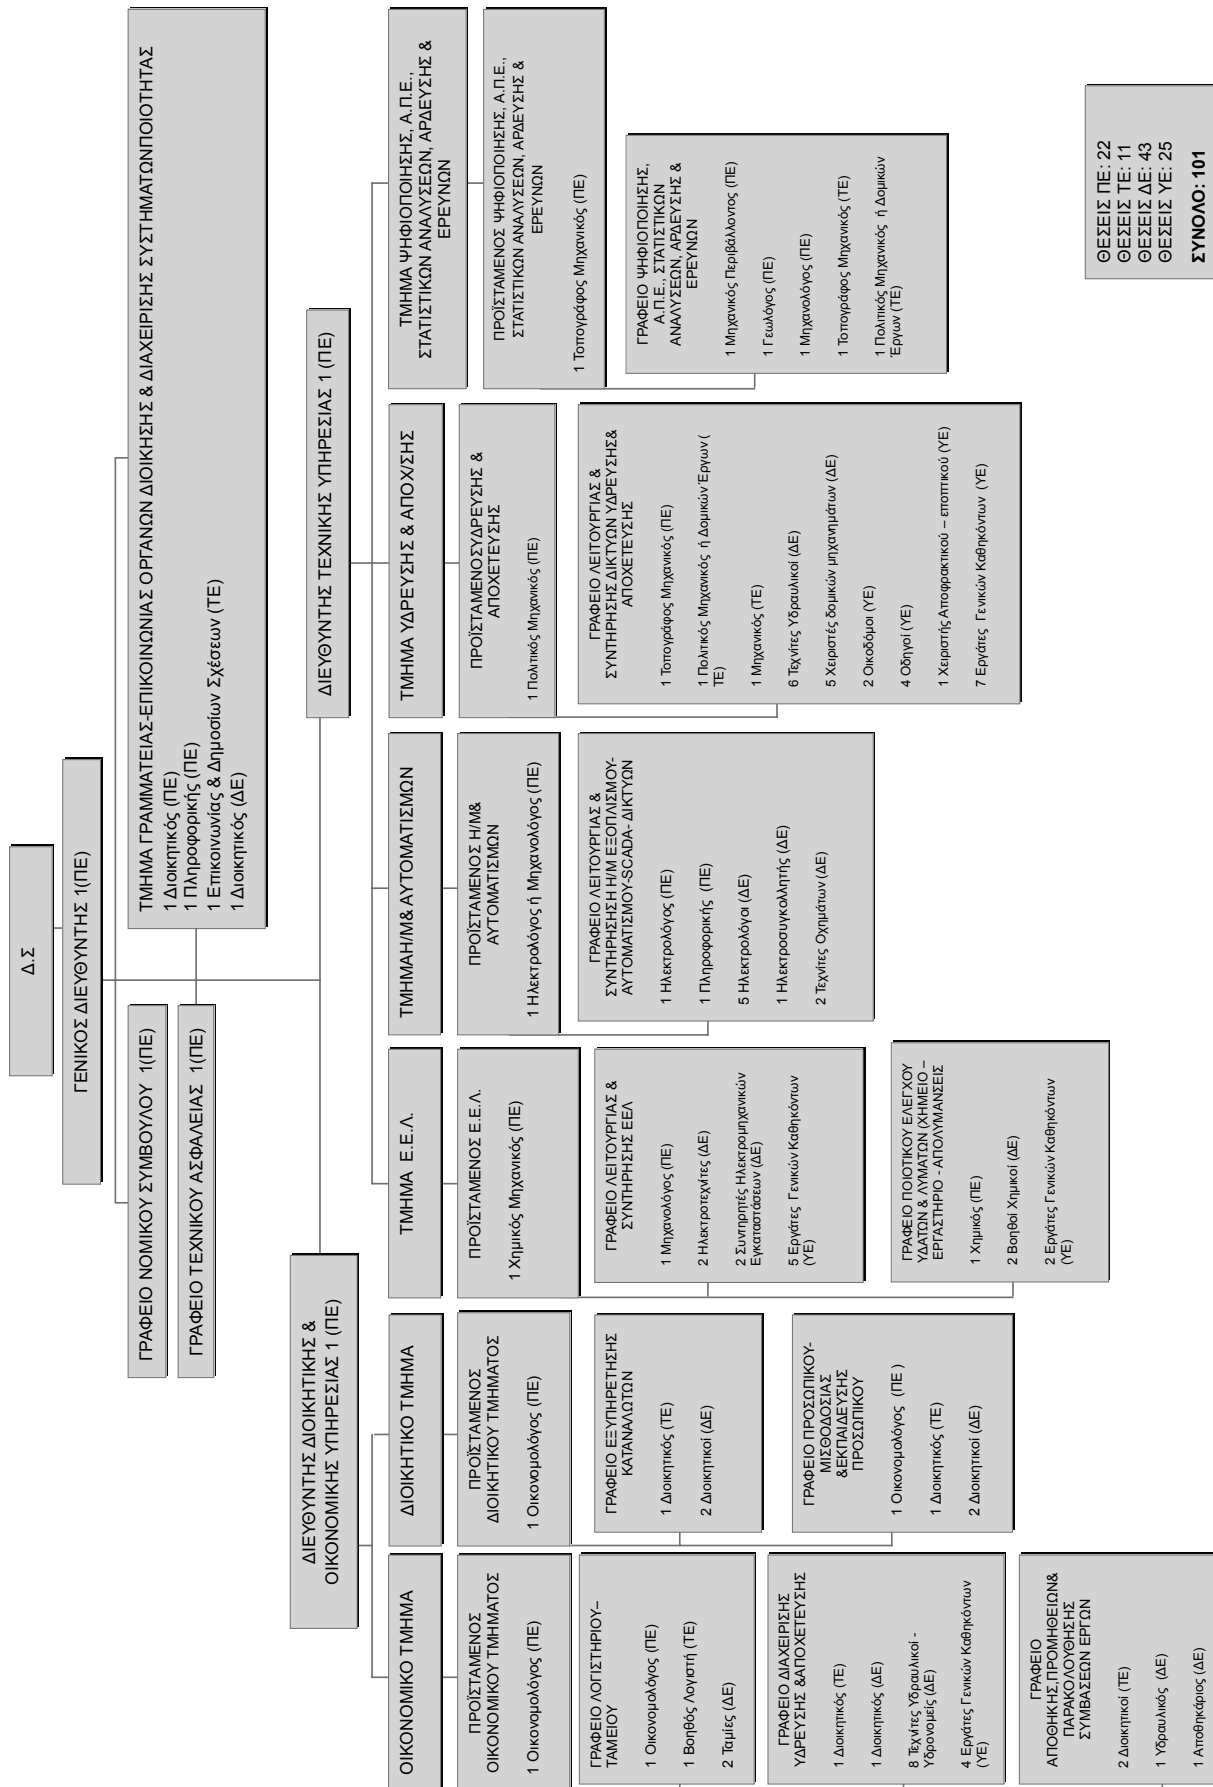 Δ.Σ
ΓΕΝΙΚΟΣ ΔΙΕΥΘΥΝΤΗΣ 1(ΠΕ)
ΓΡΑΦΕΙΟ ΝΟΜΙΚΟΥ ΣΥΜΒΟΥΛΟΥ 1(ΠΕ)
ΓΡΑΦΕΙΟ ΤΕΧΝΙΚΟΥ ΑΣΦΑΛΕΙΑΣ 1(ΠΕ)
ΤΜΗΜΑ ΓΡΑΜΜΑΤΕΙΑΣ-ΕΠΙΚΟΙΝΩΝΙΑΣ ΟΡΓΑΝΩΝ ΔΙΟΙΚΗΣΗΣ & ΔΙΑΧΕΙΡΙΣΗΣ ΣΥΣΤΗΜΑΤΩΝΠΟΙΟΤΗΤΑΣ
1 Διοικητικός (ΠΕ)
1 Πληροφορικής (ΠΕ)
1 Επικοινωνίας & Δημοσίων Σχέσεων (ΤΕ)
1 Διοικητικός (ΔΕ)
ΔΙΕΥΘΥΝΤΗΣ ΔΙΟΙΚΗΤΙΚΗΣ &
ΟΙΚΟΝΟΜΙΚΗΣ ΥΠΗΡΕΣΙΑΣ 1 (ΠΕ)
ΔΙΕΥΘΥΝΤΗΣ ΤΕΧΝΙΚΗΣ ΥΠΗΡΕΣΙΑΣ 1 (ΠΕ)
ΟΙΚΟΝΟΜΙΚΟ ΤΜΗΜΑ
ΠΡΟΪΣΤΑΜΕΝΟΣ
ΟΙΚΟΝΟΜΙΚΟΥ ΤΜΗΜΑΤΟΣ
1 Οικονομολόγος (ΠΕ)
ΓΡΑΦΕΙΟ ΛΟΓΙΣΤΗΡΙΟΥ–
ΤΑΜΕΙΟΥ
1 Οικονομολόγος (ΠΕ)
1 Βοηθός Λογιστή (ΤΕ)
2 Ταμίες (ΔΕ)
ΓΡΑΦΕΙΟ ΔΙΑΧΕΙΡΙΣΗΣ
ΥΔΡΕΥΣΗΣ &ΑΠΟΧΕΤΕΥΣΗΣ
1 Διοικητικός (ΤΕ)
1 Διοικητικός (ΔΕ)
8 Τεχνίτες Υδραυλικοί -
Υδρονομείς (ΔΕ)
4 Εργάτες Γενικών Καθηκόντων
(ΥΕ)
ΓΡΑΦΕΙΟ
ΑΠΟΘΗΚΗΣ,ΠΡΟΜΗΘΕΙΩΝ&
ΠΑΡΑΚΟΛΟΥΘΗΣΗΣ
ΣΥΜΒΑΣΕΩΝ ΕΡΓΩΝ
2 Διοικητικοί (ΤΕ)
1 Υδραυλικός (ΔΕ)
1 Αποθηκάριος (ΔΕ)
ΔΙΟΙΚΗΤΙΚΟ ΤΜΗΜΑ
ΠΡΟΪΣΤΑΜΕΝΟΣ
ΔΙΟΙΚΗΤΙΚΟΥ ΤΜΗΜΑΤΟΣ
1 Οικονομολόγος (ΠΕ)
ΓΡΑΦΕΙΟ ΕΞΥΠΗΡΕΤΗΣΗΣ
ΚΑΤΑΝΑΛΩΤΩΝ
1 Διοικητικός (ΤΕ)
2 Διοικητικοί (ΔΕ)
ΓΡΑΦΕΙΟ ΠΡΟΣΩΠΙΚΟΥ-
ΜΙΣΘΟΔΟΣΙΑΣ
&ΕΚΠΑΙΔΕΥΣΗΣ
ΠΡΟΣΩΠΙΚΟΥ
1 Οικονομολόγος (ΠΕ )
1 Διοικητικός (ΤΕ)
2 Διοικητικοί (ΔΕ)
ΤΜΗΜΑ Ε.Ε.Λ.
ΠΡΟΪΣΤΑΜΕΝΟΣ Ε.Ε.Λ.
1 Χημικός Μηχανικός (ΠΕ)
ΓΡΑΦΕΙΟ ΛΕΙΤΟΥΡΓΙΑΣ &
ΣΥΝΤΗΡΗΣΗΣ ΕΕΛ
1 Μηχανολόγος (ΠΕ)
2 Ηλεκτροτεχνίτες (ΔΕ)
2 Συντηρητές Ηλεκτρομηχανικών
Εγκαταστάσεων (ΔΕ)
5 Εργάτες Γενικών Καθηκόντων
(ΥΕ)
ΓΡΑΦΕΙΟ ΠΟΙΟΤΙΚΟΥ ΕΛΕΓΧΟΥ
ΥΔΑΤΩΝ & ΛΥΜΑΤΩΝ (ΧΗΜΕΙΟ –
ΕΡΓΑΣΤΗΡΙΟ - ΑΠΟΛΥΜΑΝΣΕΙΣ
1 Χημικός (ΠΕ)
2 Βοηθοί Χημικοί (ΔΕ)
2 Εργάτες Γενικών Καθηκόντων
(ΥΕ)
ΤΜΗΜΑΗ/Μ& ΑΥΤΟΜΑΤΙΣΜΩΝ
ΠΡΟΪΣΤΑΜΕΝΟΣ Η/Μ&
ΑΥΤΟΜΑΤΙΣΜΩΝ
1 Ηλεκτρολόγος ή Μηχανολόγος (ΠΕ)
ΓΡΑΦΕΙΟ ΛΕΙΤΟΥΡΓΙΑΣ &
ΣΥΝΤΗΡΗΣΗΣ Η/Μ ΕΞΟΠΛΙΣΜΟΥ-
ΑΥΤΟΜΑΤΙΣΜΟΥ-SCADA- ΔΙΚΤΥΩΝ
1 Ηλεκτρολόγος (ΠΕ)
1 Πληροφορικής (ΠΕ)
5 Ηλεκτρολόγοι (ΔΕ)
1 Ηλεκτροσυγκολλητής (ΔΕ)
2 Τεχνίτες Οχημάτων (ΔΕ)
ΤΜΗΜΑ ΥΔΡΕΥΣΗΣ & ΑΠΟΧ/ΣΗΣ
ΠΡΟΪΣΤΑΜΕΝΟΣΥΔΡΕΥΣΗΣ &
ΑΠΟΧΕΤΕΥΣΗΣ
1 Πολιτικός Μηχανικός (ΠΕ)
ΓΡΑΦΕΙΟ ΛΕΙΤΟΥΡΓΙΑΣ &
ΣΥΝΤΗΡΗΣΗΣ ΔΙΚΤΥΩΝ ΥΔΡΕΥΣΗΣ&
ΑΠΟΧΕΤΕΥΣΗΣ
1 Τοπογράφος Μηχανικός (ΠΕ)
1 Πολιτικός Μηχανικός ή Δομικών Έργων (
ΤΕ)
1 Μηχανικός (ΤΕ)
6 Τεχνίτες Υδραυλικοί (ΔΕ)
5 Χειριστές δομικών μηχανημάτων (ΔΕ)
2 Οικοδόμοι (ΥΕ)
4 Οδηγοί (ΥΕ)
1 Χειριστής Αποφρακτικού – εποπτικού (ΥΕ)
7 Εργάτες Γενικών Καθηκόντων (ΥΕ)
ΤΜΗΜΑ ΨΗΦΙΟΠΟΙΗΣΗΣ, Α.Π.Ε.,
ΣΤΑΤΙΣΤΙΚΩΝ ΑΝΑΛΥΣΕΩΝ, ΑΡΔΕΥΣΗΣ &
ΕΡΕΥΝΩΝ
ΠΡΟΪΣΤΑΜΕΝΟΣ ΨΗΦΙΟΠΟΙΗΣΗΣ, Α.Π.Ε.,
ΣΤΑΤΙΣΤΙΚΩΝ ΑΝΑΛΥΣΕΩΝ, ΑΡΔΕΥΣΗΣ &
ΕΡΕΥΝΩΝ
1 Τοπογράφος Μηχανικός (ΠΕ)
ΓΡΑΦΕΙΟ ΨΗΦΙΟΠΟΙΗΣΗΣ,
Α.Π.Ε., ΣΤΑΤΙΣΤΙΚΩΝ
ΑΝΑΛΥΣΕΩΝ, ΑΡΔΕΥΣΗΣ &
ΕΡΕΥΝΩΝ
1 Μηχανικός Περιβάλλοντος (ΠΕ)
1 Γεωλόγος (ΠΕ)
1 Μηχανολόγος (ΠΕ)
1 Τοπογράφος Μηχανικός (ΤΕ)
1 Πολιτικός Μηχανικός ή Δομικών
Έργων (ΤΕ)
ΘΕΣΕΙΣ ΠΕ: 22
ΘΕΣΕΙΣ ΤΕ: 11
ΘΕΣΕΙΣ ΔΕ: 43
ΘΕΣΕΙΣ ΥΕ: 25
ΣΥΝΟΛΟ: 101